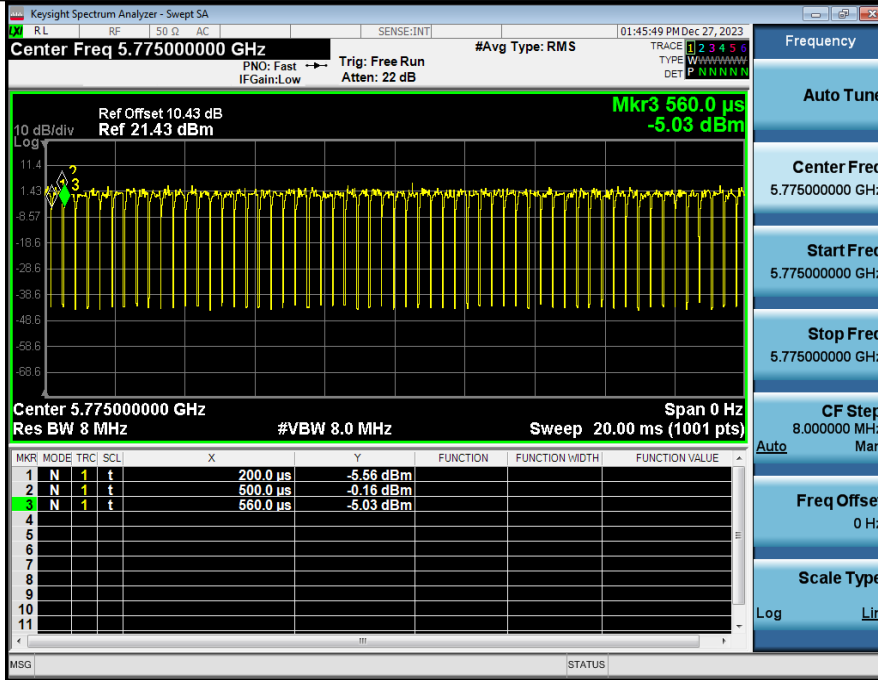 Keysight Spectrum Analyzer - Swept SA
LXI RL RF 50 Ω AC SENSE:INT 01:45:49 PM Dec 27, 2023
Center Freq 5.775000000 GHz #Avg Type: RMS TRACE 1 2 3 4 5 6
PNO: Fast Trig: Free Run TYPE WWWWWW
IFGain:Low Atten: 22 dB DET P N N N N N
Mkr3 560.0 µs
-5.03 dBm
Ref Offset 10.43 dB
10 dB/div Ref 21.43 dBm
Log
11.4
1.43
-8.57
-18.6
-28.6
-38.6
-48.6
-58.6
-68.6
2
1 3
Center 5.775000000 GHz Span 0 Hz
Res BW 8 MHz #VBW 8.0 MHz Sweep 20.00 ms (1001 pts)
MKR MODE TRC SCL X Y FUNCTION FUNCTION WIDTH FUNCTION VALUE
1 N 1 t 200.0 µs -5.56 dBm
2 N 1 t 500.0 µs -0.16 dBm
3 N 1 t 560.0 µs -5.03 dBm
4
5
6
7
8
9
10
11
MSG STATUS
Frequency
Auto Tune
Center Freq
5.775000000 GHz
Start Freq
5.775000000 GHz
Stop Freq
5.775000000 GHz
CF Step
8.000000 MHz
Auto Man
Freq Offset
0 Hz
Scale Type
Log Lin